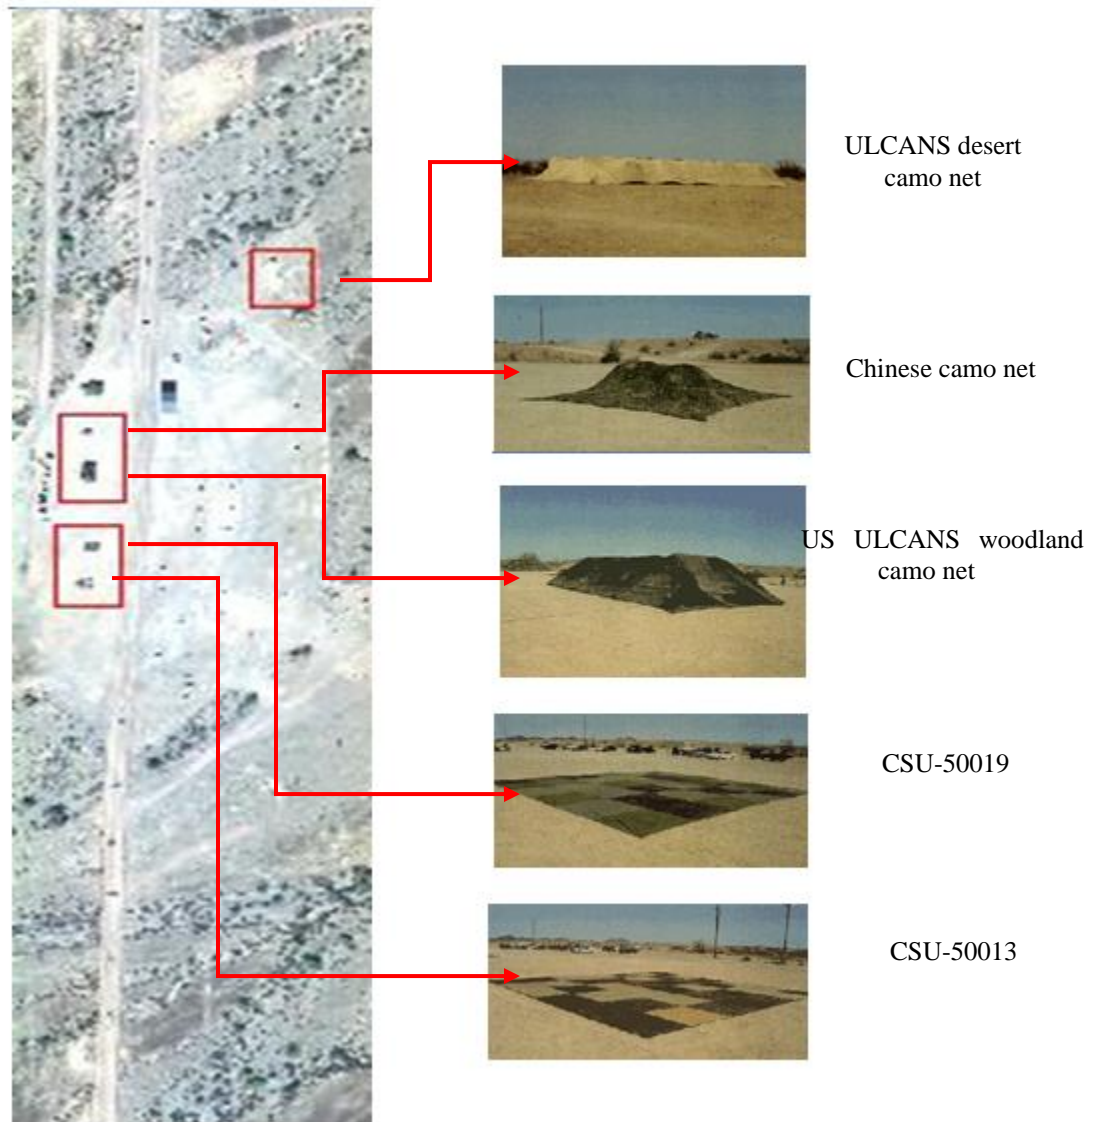 ULCANS desert
camo net
Chinese camo net
US ULCANS woodland
camo net
CSU-50019
CSU-50013